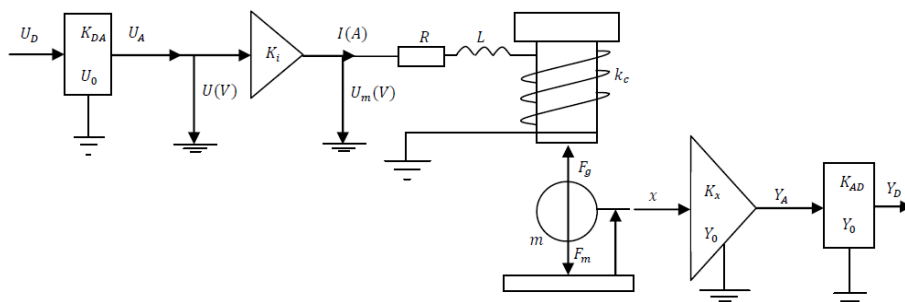 U_D
K_DA
U_0
U_A
U(V)
K_i
I(A)
U_m(V)
R
L
k_c
F_g
m
F_m
x
K_x
Y_0
Y_A
K_AD
Y_0
Y_D